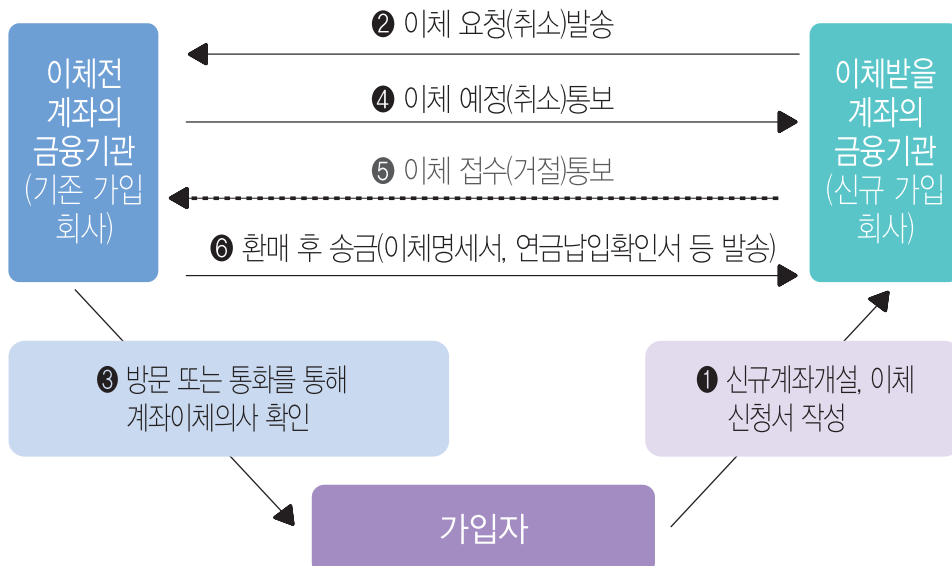 ❷ 이체 요청(취소)발송
이체전
계좌의
금융기관
(기존 가입
회사)
❹ 이체 예정(취소)통보
❺ 이체 접수(거절)통보
❻ 환매 후 송금(이체명세서, 연금납입확인서 등 발송)
이체받을
계좌의
금융기관
(신규 가입
회사)
❸ 방문 또는 통화를 통해
계좌이체의사 확인
❶ 신규계좌개설, 이체
신청서 작성
가입자